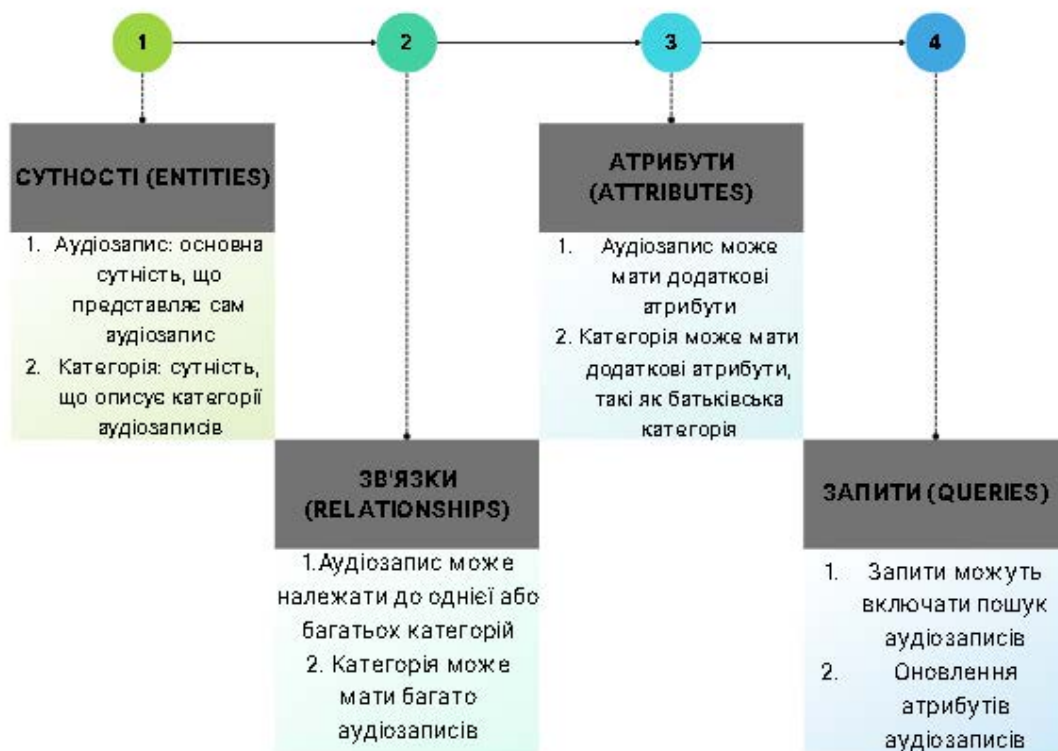 1
2
3
4
СУТНОСТІ (ENTITIES)
1. Аудіозапис: основна
сутність, що
представляє сам
аудіозапис
2. Категорія: сутність,
що описує категорії
аудіозаписів
ЗВ'ЯЗКИ
(RELATIONSHIPS)
1.Аудіозапис може
належати до однієї або
багатьох категорій
2. Категорія може
мати багато
аудіозаписів
АТРИБУТИ
(ATTRIBUTES)
1. Аудіозапис може
мати додаткові
атрибути
2. Категорія може мати
додаткові атрибути,
такі як батьківська
категорія
ЗАПИТИ (QUERIES)
1. Запити можуть
включати пошук
аудіозаписів
2. Оновлення
атрибутів
аудіозаписів